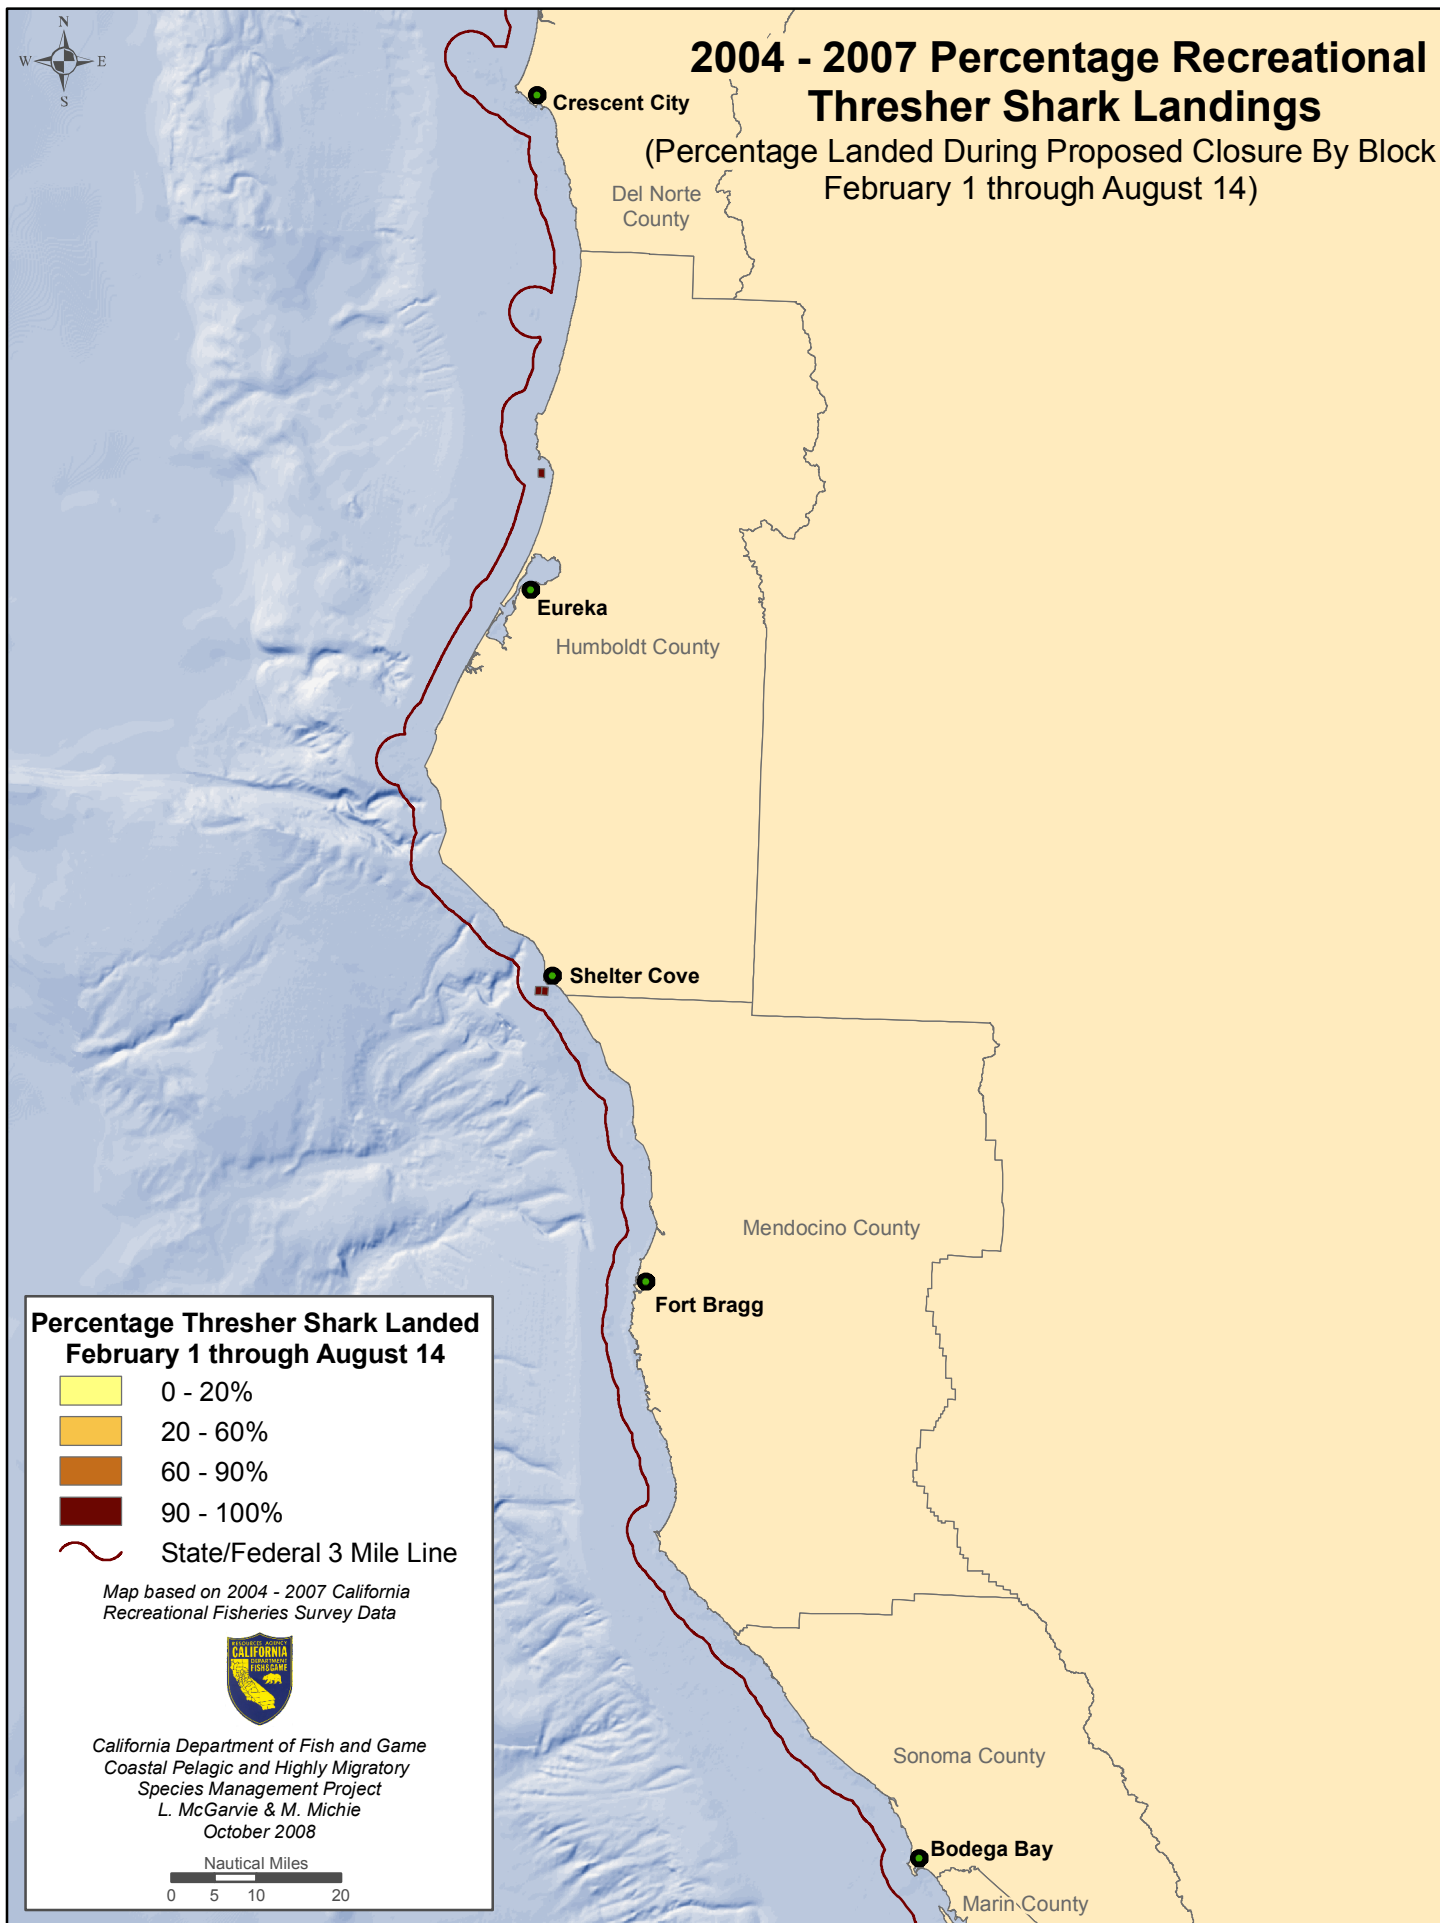 N
W E
S
2004 - 2007 Percentage Recreational
Thresher Shark Landings
(Percentage Landed During Proposed Closure By Block
February 1 through August 14)
Crescent City
Del Norte
County
Eureka
Humboldt County
Shelter Cove
Mendocino County
Fort Bragg
Sonoma County
Bodega Bay
Marin County
Percentage Thresher Shark Landed
February 1 through August 14
0 - 20%
20 - 60%
60 - 90%
90 - 100%
State/Federal 3 Mile Line
Map based on 2004 - 2007 California
Recreational Fisheries Survey Data
RESOURCES AGENCY
CALIFORNIA
DEPARTMENT
FISH&GAME
California Department of Fish and Game
Coastal Pelagic and Highly Migratory
Species Management Project
L. McGarvie & M. Michie
October 2008
Nautical Miles
0 5 10 20